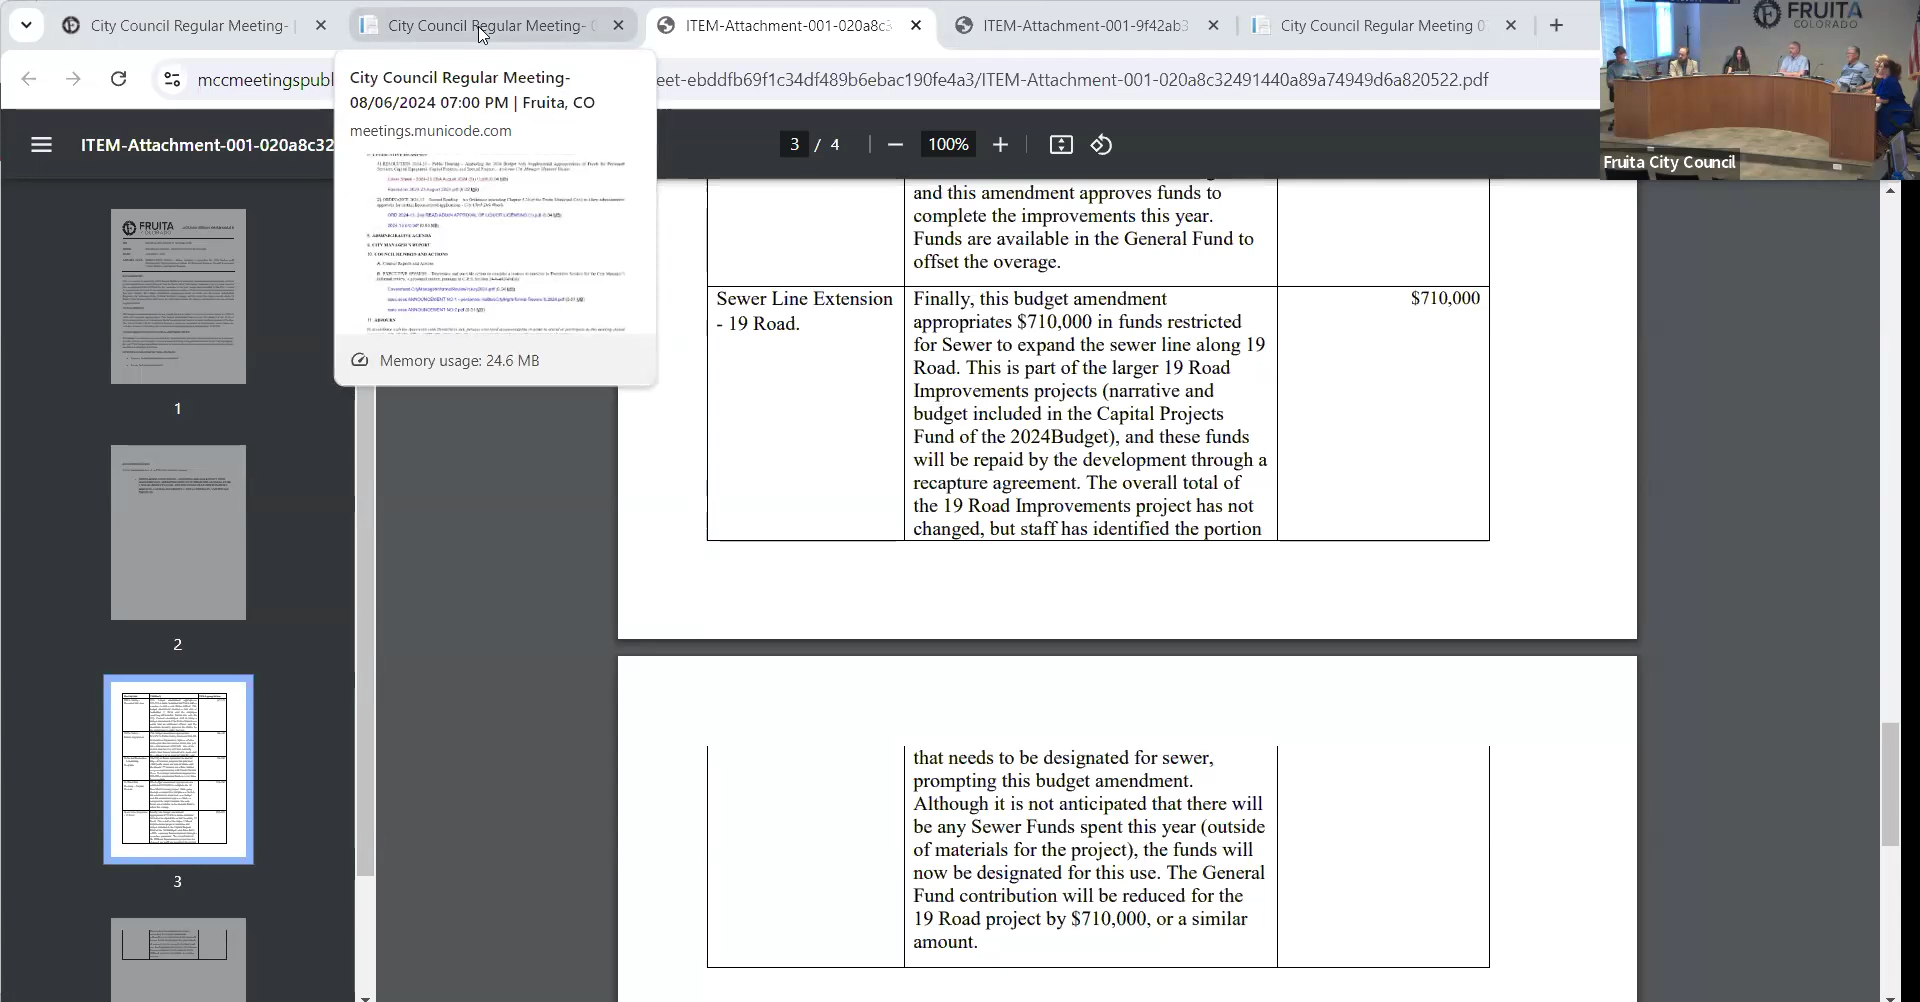 City Council Regular Meeting- |
City Council Regular Meeting- 0
ITEM-Attachment-001-020a8c3
ITEM-Attachment-001-9f42ab3
City Council Regular Meeting 0
FRUITA
COLORADO
mccmeetingspubl
eet-ebddfb69f1c34df489b6ebac190fe4a3/ITEM-Attachment-001-020a8c32491440a89a74949d6a820522.pdf
City Council Regular Meeting-
08/06/2024 07:00 PM | Fruita, CO
meetings.municode.com
Memory usage: 24.6 MB
ITEM-Attachment-001-020a8c32
3 / 4
100%
Fruita City Council
FRUITA
COLORADO
1
2
3
and this amendment approves funds to
complete the improvements this year.
Funds are available in the General Fund to
offset the overage.
Sewer Line Extension
- 19 Road.
Finally, this budget amendment
appropriates $710,000 in funds restricted
for Sewer to expand the sewer line along 19
Road. This is part of the larger 19 Road
Improvements projects (narrative and
budget included in the Capital Projects
Fund of the 2024Budget), and these funds
will be repaid by the development through a
recapture agreement. The overall total of
the 19 Road Improvements project has not
changed, but staff has identified the portion
$710,000
that needs to be designated for sewer,
prompting this budget amendment.
Although it is not anticipated that there will
be any Sewer Funds spent this year (outside
of materials for the project), the funds will
now be designated for this use. The General
Fund contribution will be reduced for the
19 Road project by $710,000, or a similar
amount.